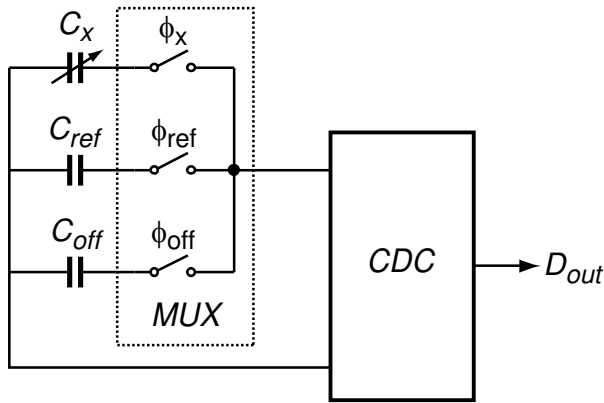 Cx
ϕx
Cref
ϕref
Coff
ϕoff
MUX
CDC
Dout